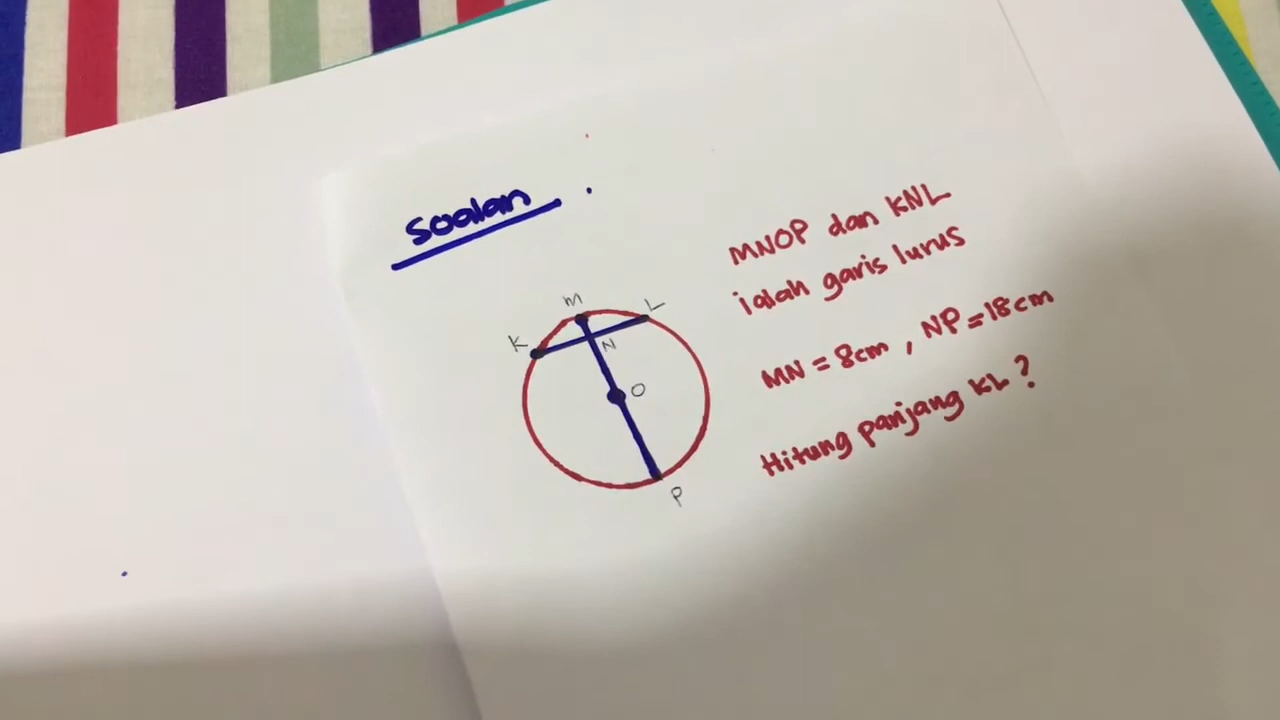 Soalan
MNOP dan KNL
ialah garis lurus
MN = 8cm , NP = 18cm
Hitung panjang KL ?
M
L
K
N
O
P